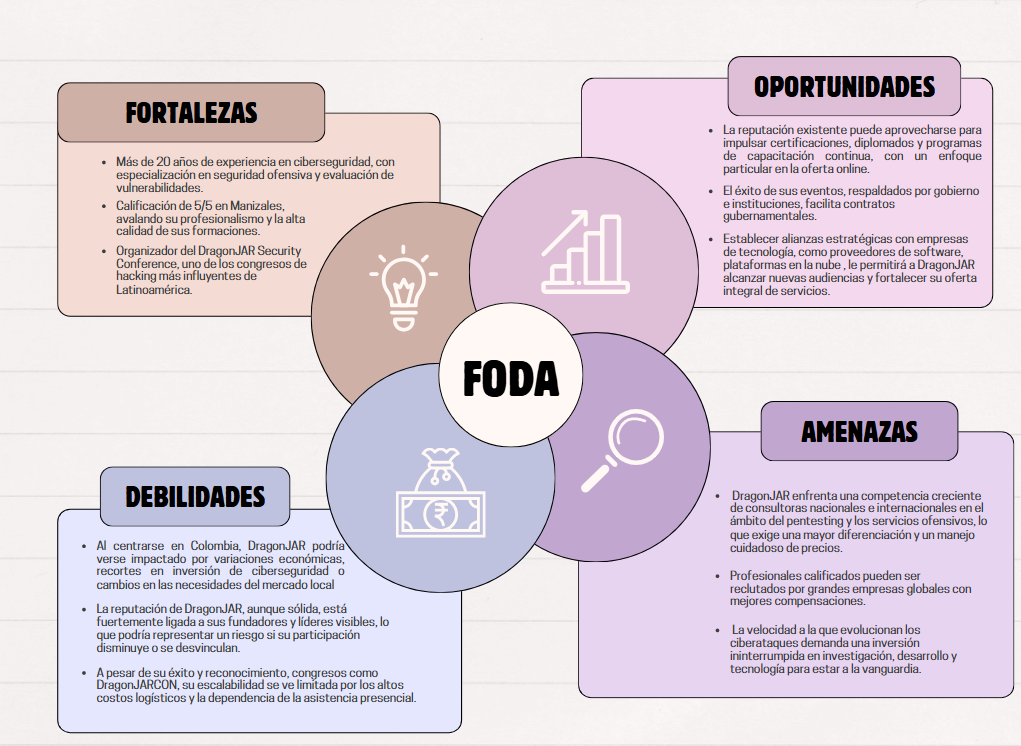 FORTALEZAS
• Más de 20 años de experiencia en ciberseguridad, con
especialización en seguridad ofensiva y evaluación de
vulnerabilidades.
• Calificación de 5/5 en Manizales,
avalando su profesionalismo y la alta
calidad de sus formaciones.
• Organizador del DragonJAR Security
Conference, uno de los congresos de
hacking más influyentes de
Latinoamérica.
OPORTUNIDADES
• La reputación existente puede aprovecharse para
impulsar certificaciones, diplomados y programas
de capacitación continua, con un enfoque
particular en la oferta online.
• El éxito de sus eventos, respaldados por gobierno
e instituciones, facilita contratos
gubernamentales.
• Establecer alianzas estratégicas con empresas
de tecnología, como proveedores de software,
plataformas en la nube , le permitirá a DragonJAR
alcanzar nuevas audiencias y fortalecer su oferta
integral de servicios.
FODA
DEBILIDADES
• Al centrarse en Colombia, DragonJAR podría
verse impactado por variaciones económicas,
recortes en inversión de ciberseguridad o
cambios en las necesidades del mercado local
• La reputación de DragonJAR, aunque sólida, está
fuertemente ligada a sus fundadores y líderes visibles, lo
que podría representar un riesgo si su participación
disminuye o se desvinculan.
• A pesar de su éxito y reconocimiento, congresos como
DragonJARCON, su escalabilidad se ve limitada por los altos
costos logísticos y la dependencia de la asistencia presencial.
₹
AMENAZAS
• DragonJAR enfrenta una competencia creciente
de consultoras nacionales e internacionales en el
ámbito del pentesting y los servicios ofensivos, lo
que exige una mayor diferenciación y un manejo
cuidadoso de precios.
• Profesionales calificados pueden ser
reclutados por grandes empresas globales con
mejores compensaciones.
• La velocidad a la que evolucionan los
ciberataques demanda una inversión
ininterrumpida en investigación, desarrollo y
tecnología para estar a la vanguardia.